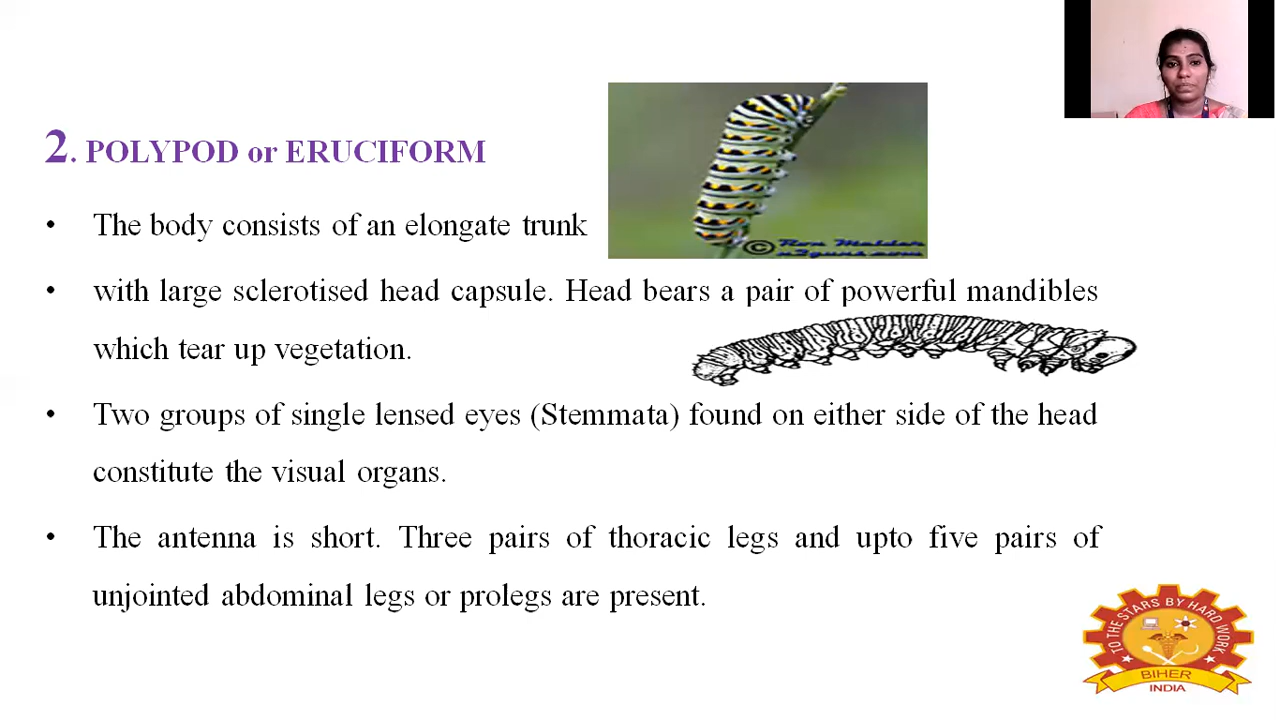 2. POLYPOD or ERUCIFORM
• The body consists of an elongate trunk
• with large sclerotised head capsule. Head bears a pair of powerful mandibles
which tear up vegetation.
• Two groups of single lensed eyes (Stemmata) found on either side of the head
constitute the visual organs.
• The antenna is short. Three pairs of thoracic legs and upto five pairs of
unjointed abdominal legs or prolegs are present.
©
TO THE STARS BY HARD WORK
BIHER
INDIA